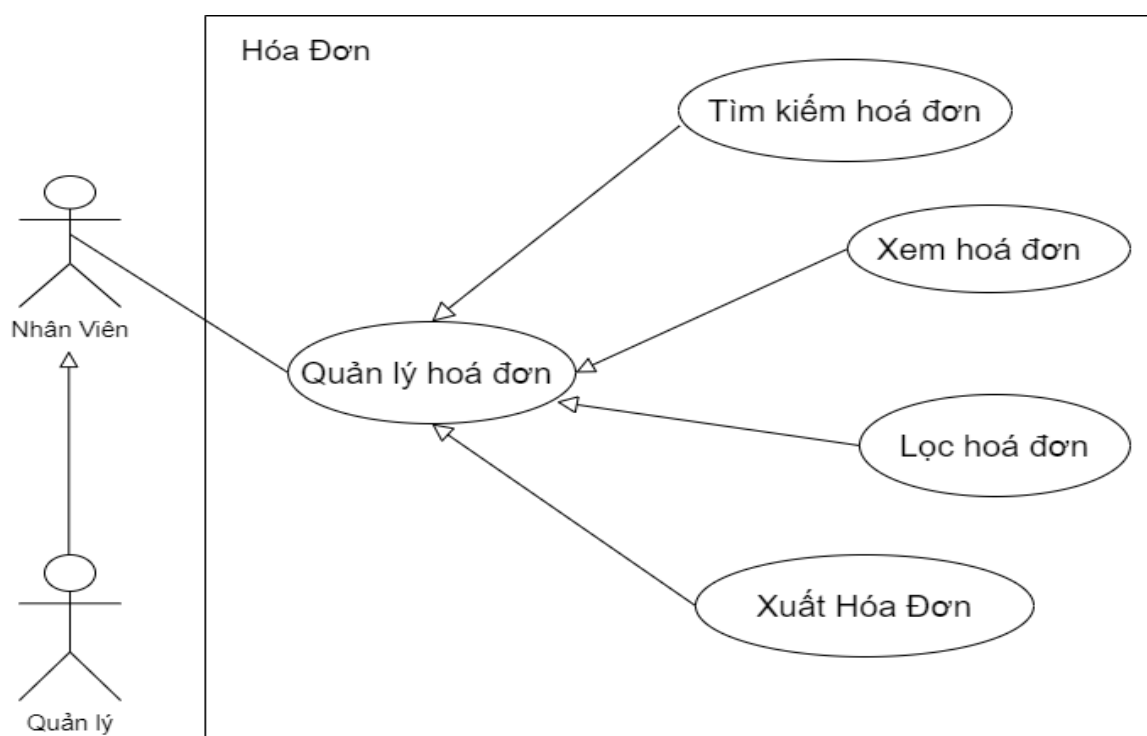 Hóa Đơn
Tìm kiếm hoá đơn
Xem hoá đơn
Nhân Viên
Quản lý hoá đơn
Lọc hoá đơn
Xuất Hóa Đơn
Quản lý